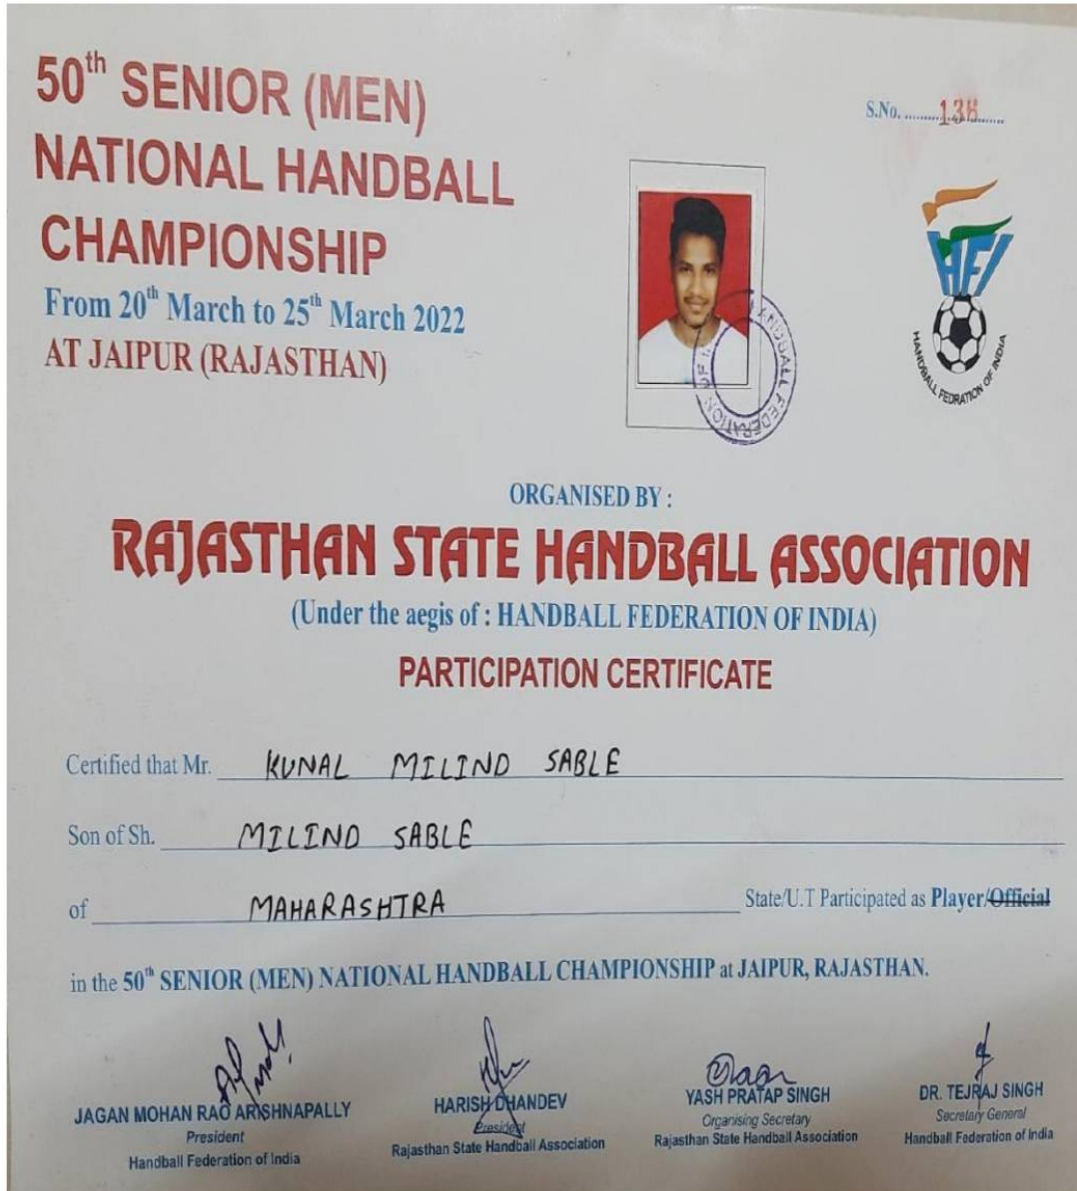 50th SENIOR (MEN)
NATIONAL HANDBALL
CHAMPIONSHIP
From 20th March to 25th March 2022
AT JAIPUR (RAJASTHAN)
S.No. ..............
HFI
HANDBALL FEDRATION OF INDIA
HANDBALL FEDERATION OF
ORGANISED BY :
RAJASTHAN STATE HANDBALL ASSOCIATION
(Under the aegis of : HANDBALL FEDERATION OF INDIA)
PARTICIPATION CERTIFICATE
Certified that Mr. KUNAL MILIND SABLE
Son of Sh. MILIND SABLE
of MAHARASHTRA State/U.T Participated as Player/Official
in the 50th SENIOR (MEN) NATIONAL HANDBALL CHAMPIONSHIP at JAIPUR, RAJASTHAN.
JAGAN MOHAN RAO ARISHNAPALLY
President
Handball Federation of India
HARISH DHANDEV
President
Rajasthan State Handball Association
YASH PRATAP SINGH
Organising Secretary
Rajasthan State Handball Association
DR. TEJRAJ SINGH
Secretary General
Handball Federation of India